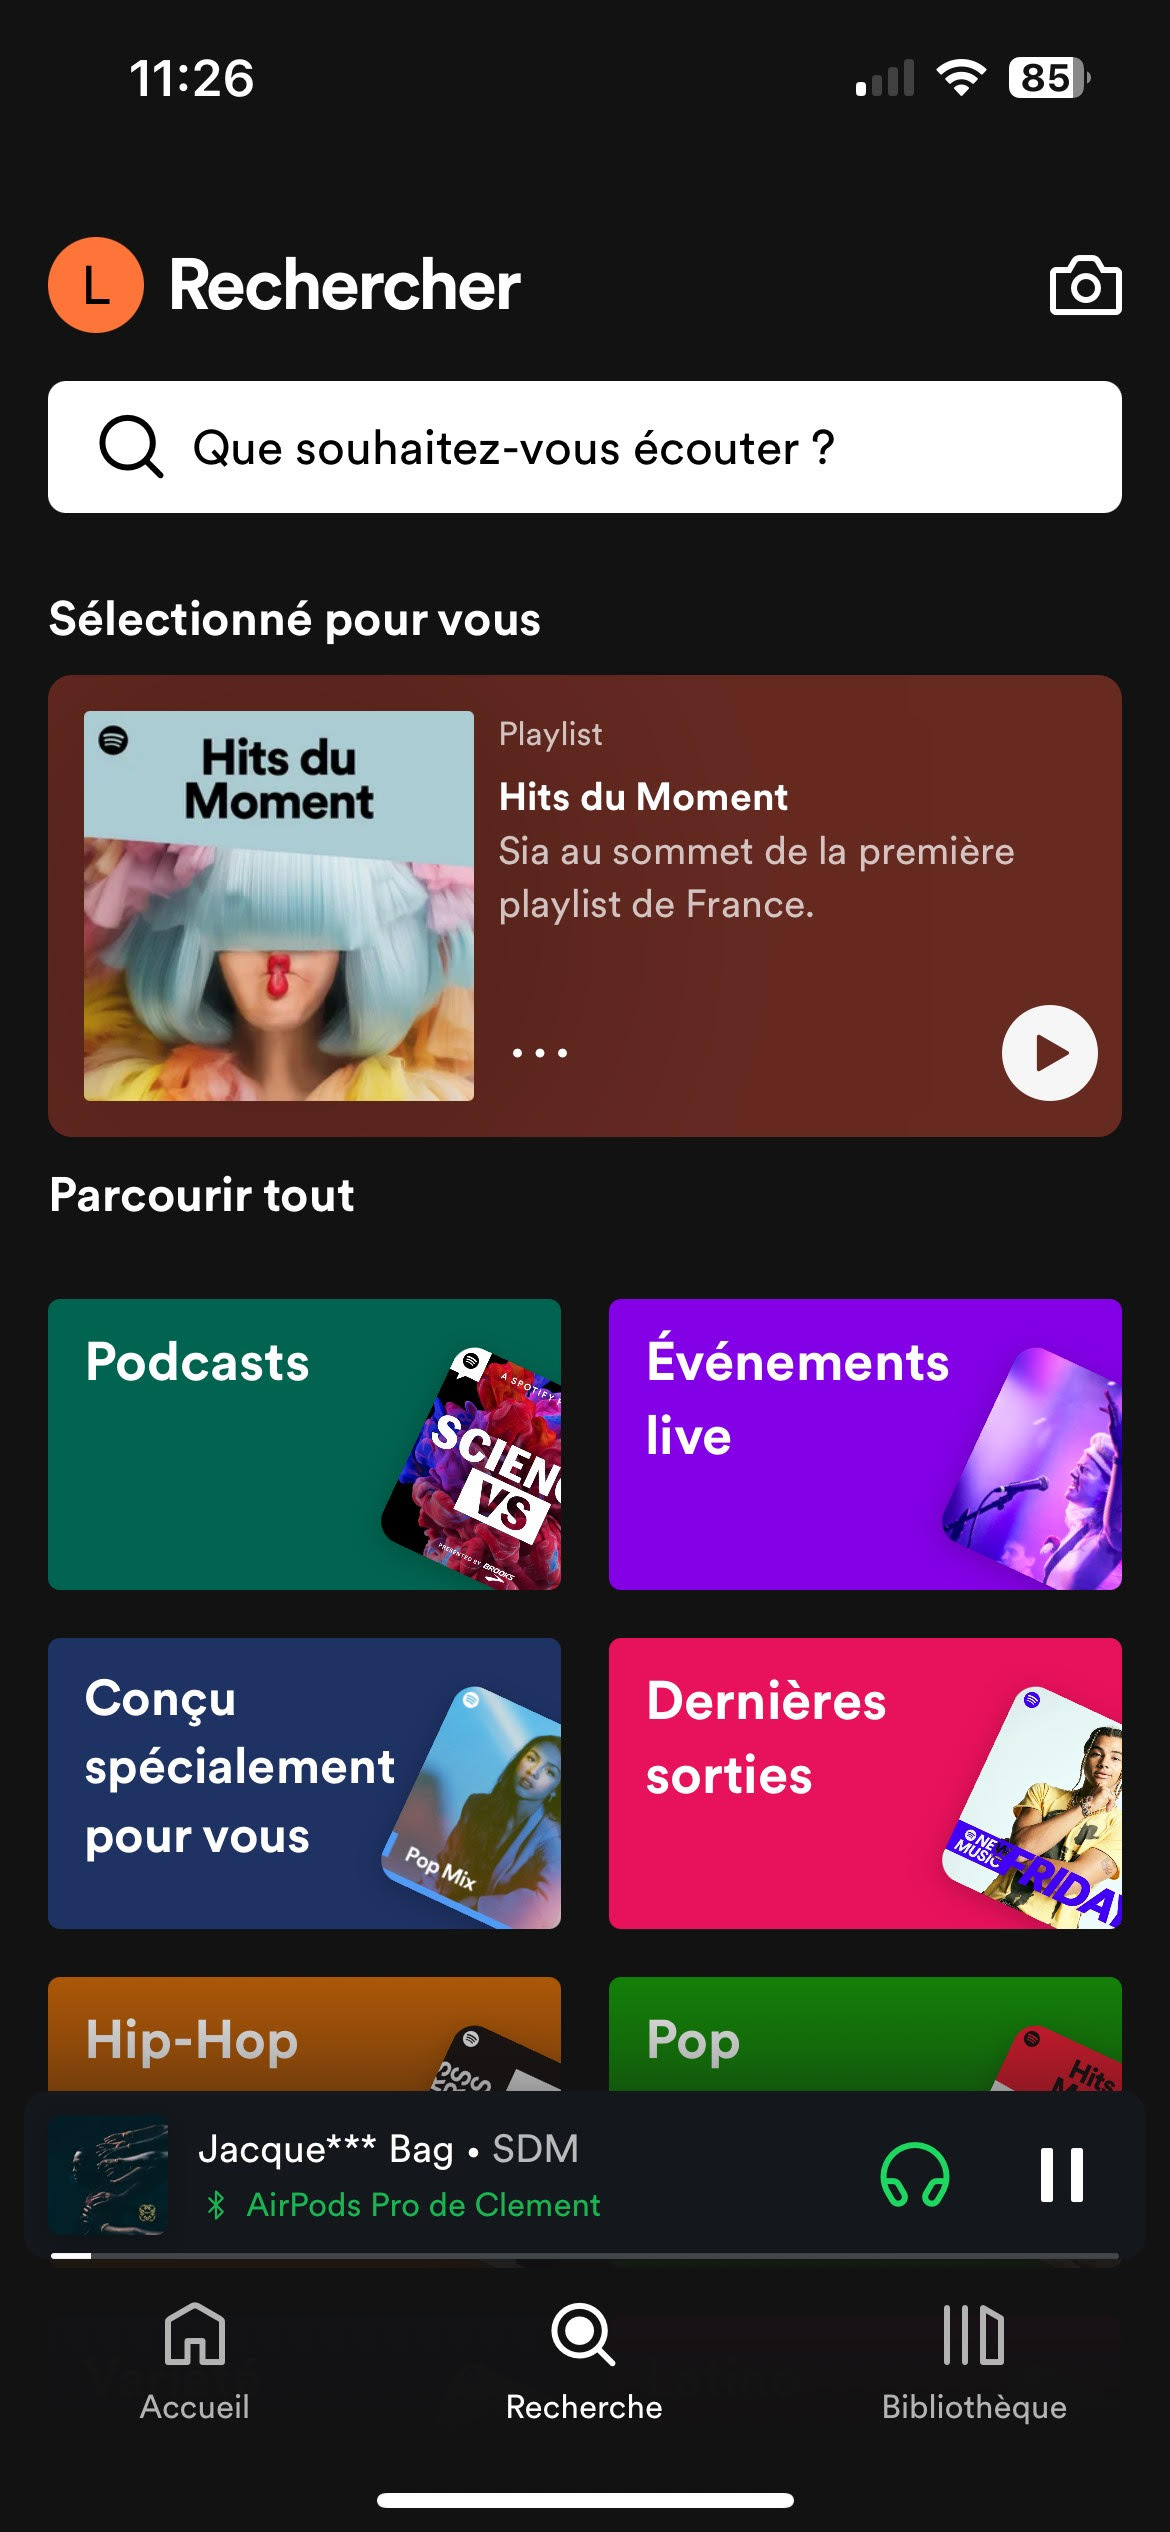 11:26
85
L
Rechercher
Que souhaitez-vous écouter ?
Sélectionné pour vous
Hits du
Moment
Playlist
Hits du Moment
Sia au sommet de la première
playlist de France.
Parcourir tout
Podcasts
A SPOTIFY
SCIENC
VS
PRESENTED BY BROOKS
Événements
live
Conçu
spécialement
pour vous
Pop Mix
Dernières
sorties
NEW
MUSIC
FRIDAY
Hip-Hop
Pop
Hits
Jacque*** Bag • SDM
AirPods Pro de Clement
Variété
Latino
Accueil
Recherche
Bibliothèque